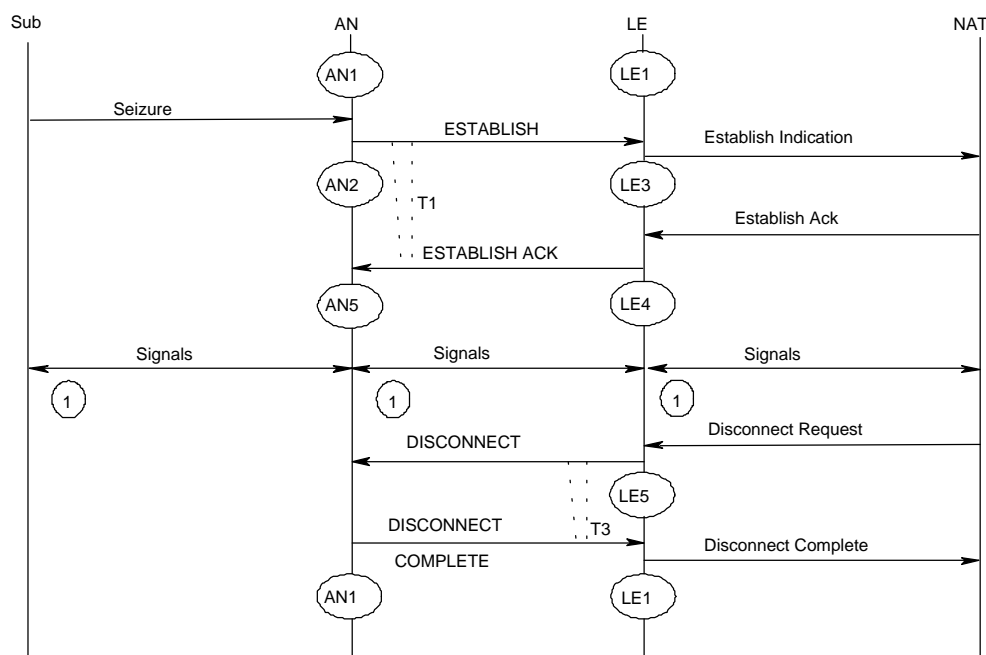 Sub AN LE NAT
AN1 LE1
Seizure
ESTABLISH
Establish Indication
AN2 LE3
T1
Establish Ack
ESTABLISH ACK
AN5 LE4
Signals Signals Signals
1 1 1
Disconnect Request
DISCONNECT
LE5
DISCONNECT T3
Disconnect Complete
COMPLETE
AN1 LE1